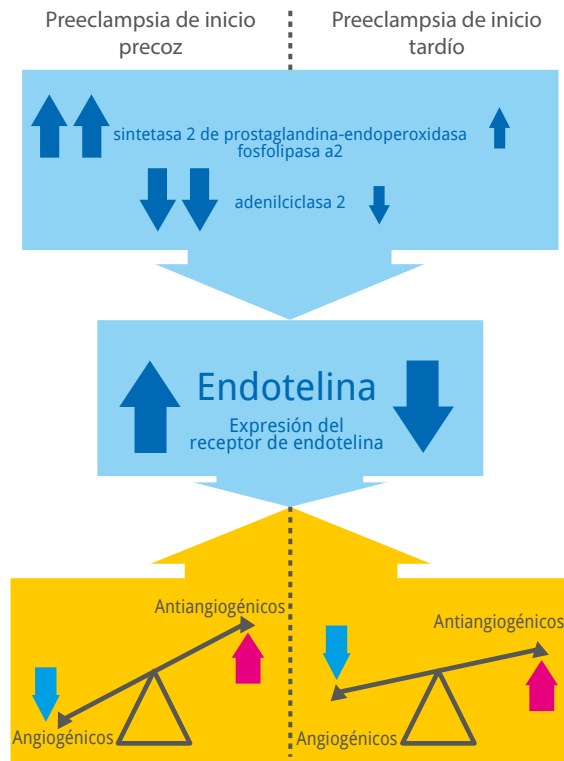 Preeclampsia de inicio
precoz
Preeclampsia de inicio
tardío
sintetasa 2 de prostaglandina-endoperoxidasa
fosfolipasa a2
adenilciclasa 2
Endotelina
Expresión del
receptor de endotelina
Antiangiogénicos
Angiogénicos
Antiangiogénicos
Angiogénicos